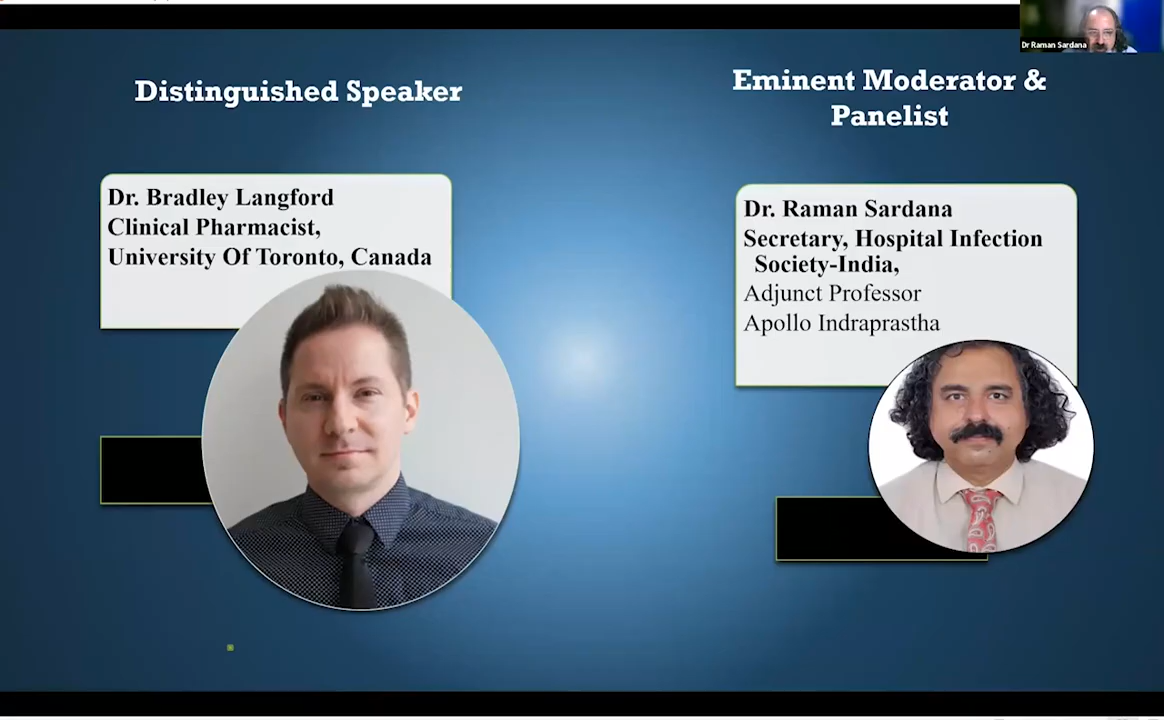 Dr Raman Sardana
Distinguished Speaker
Dr. Bradley Langford
Clinical Pharmacist,
University Of Toronto, Canada
Eminent Moderator &
Panelist
Dr. Raman Sardana
Secretary, Hospital Infection
Society-India,
Adjunct Professor
Apollo Indraprastha